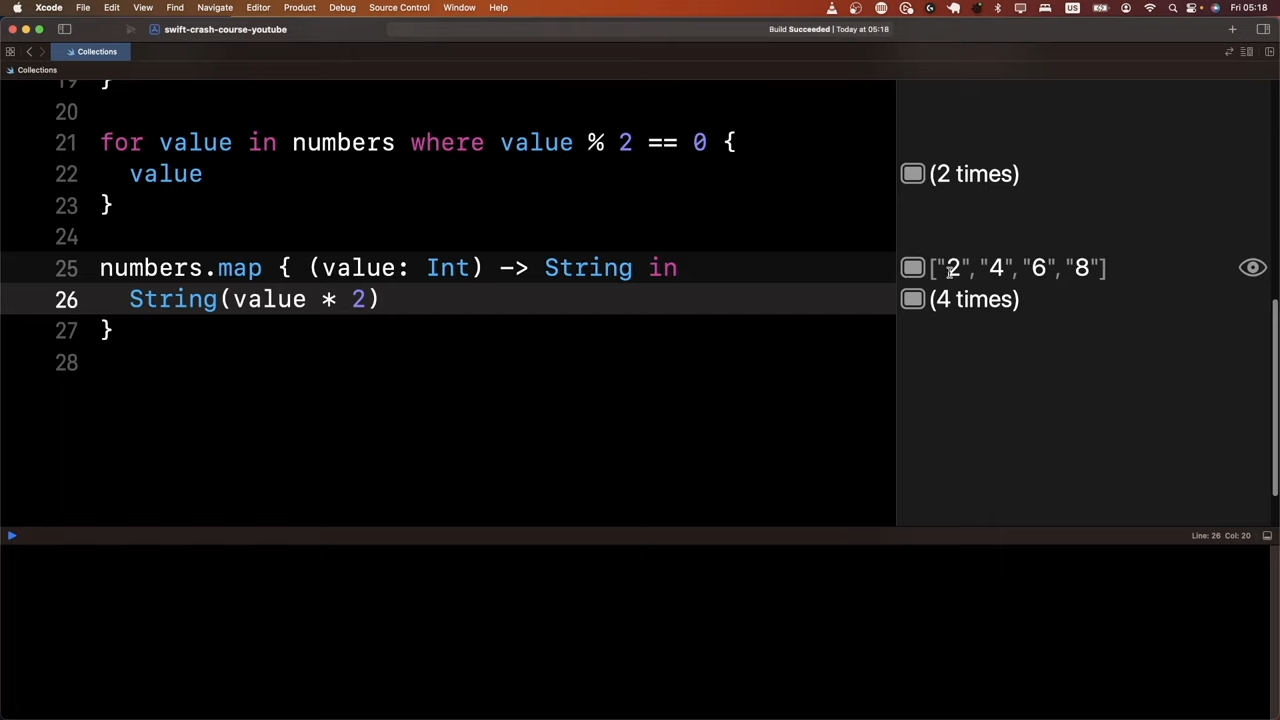 Xcode File Edit View Find Navigate Editor Product Debug Source Control Window Help US Fri 05:18
swift-crash-course-youtube Build Succeeded | Today at 05:18
Collections
Collections
19 }
20
21 for value in numbers where value % 2 == 0 {
22 value (2 times)
23 }
24
25 numbers.map { (value: Int) -> String in ["2", "4", "6", "8"]
26 String(value * 2) (4 times)
27 }
28
Line: 26 Col: 20